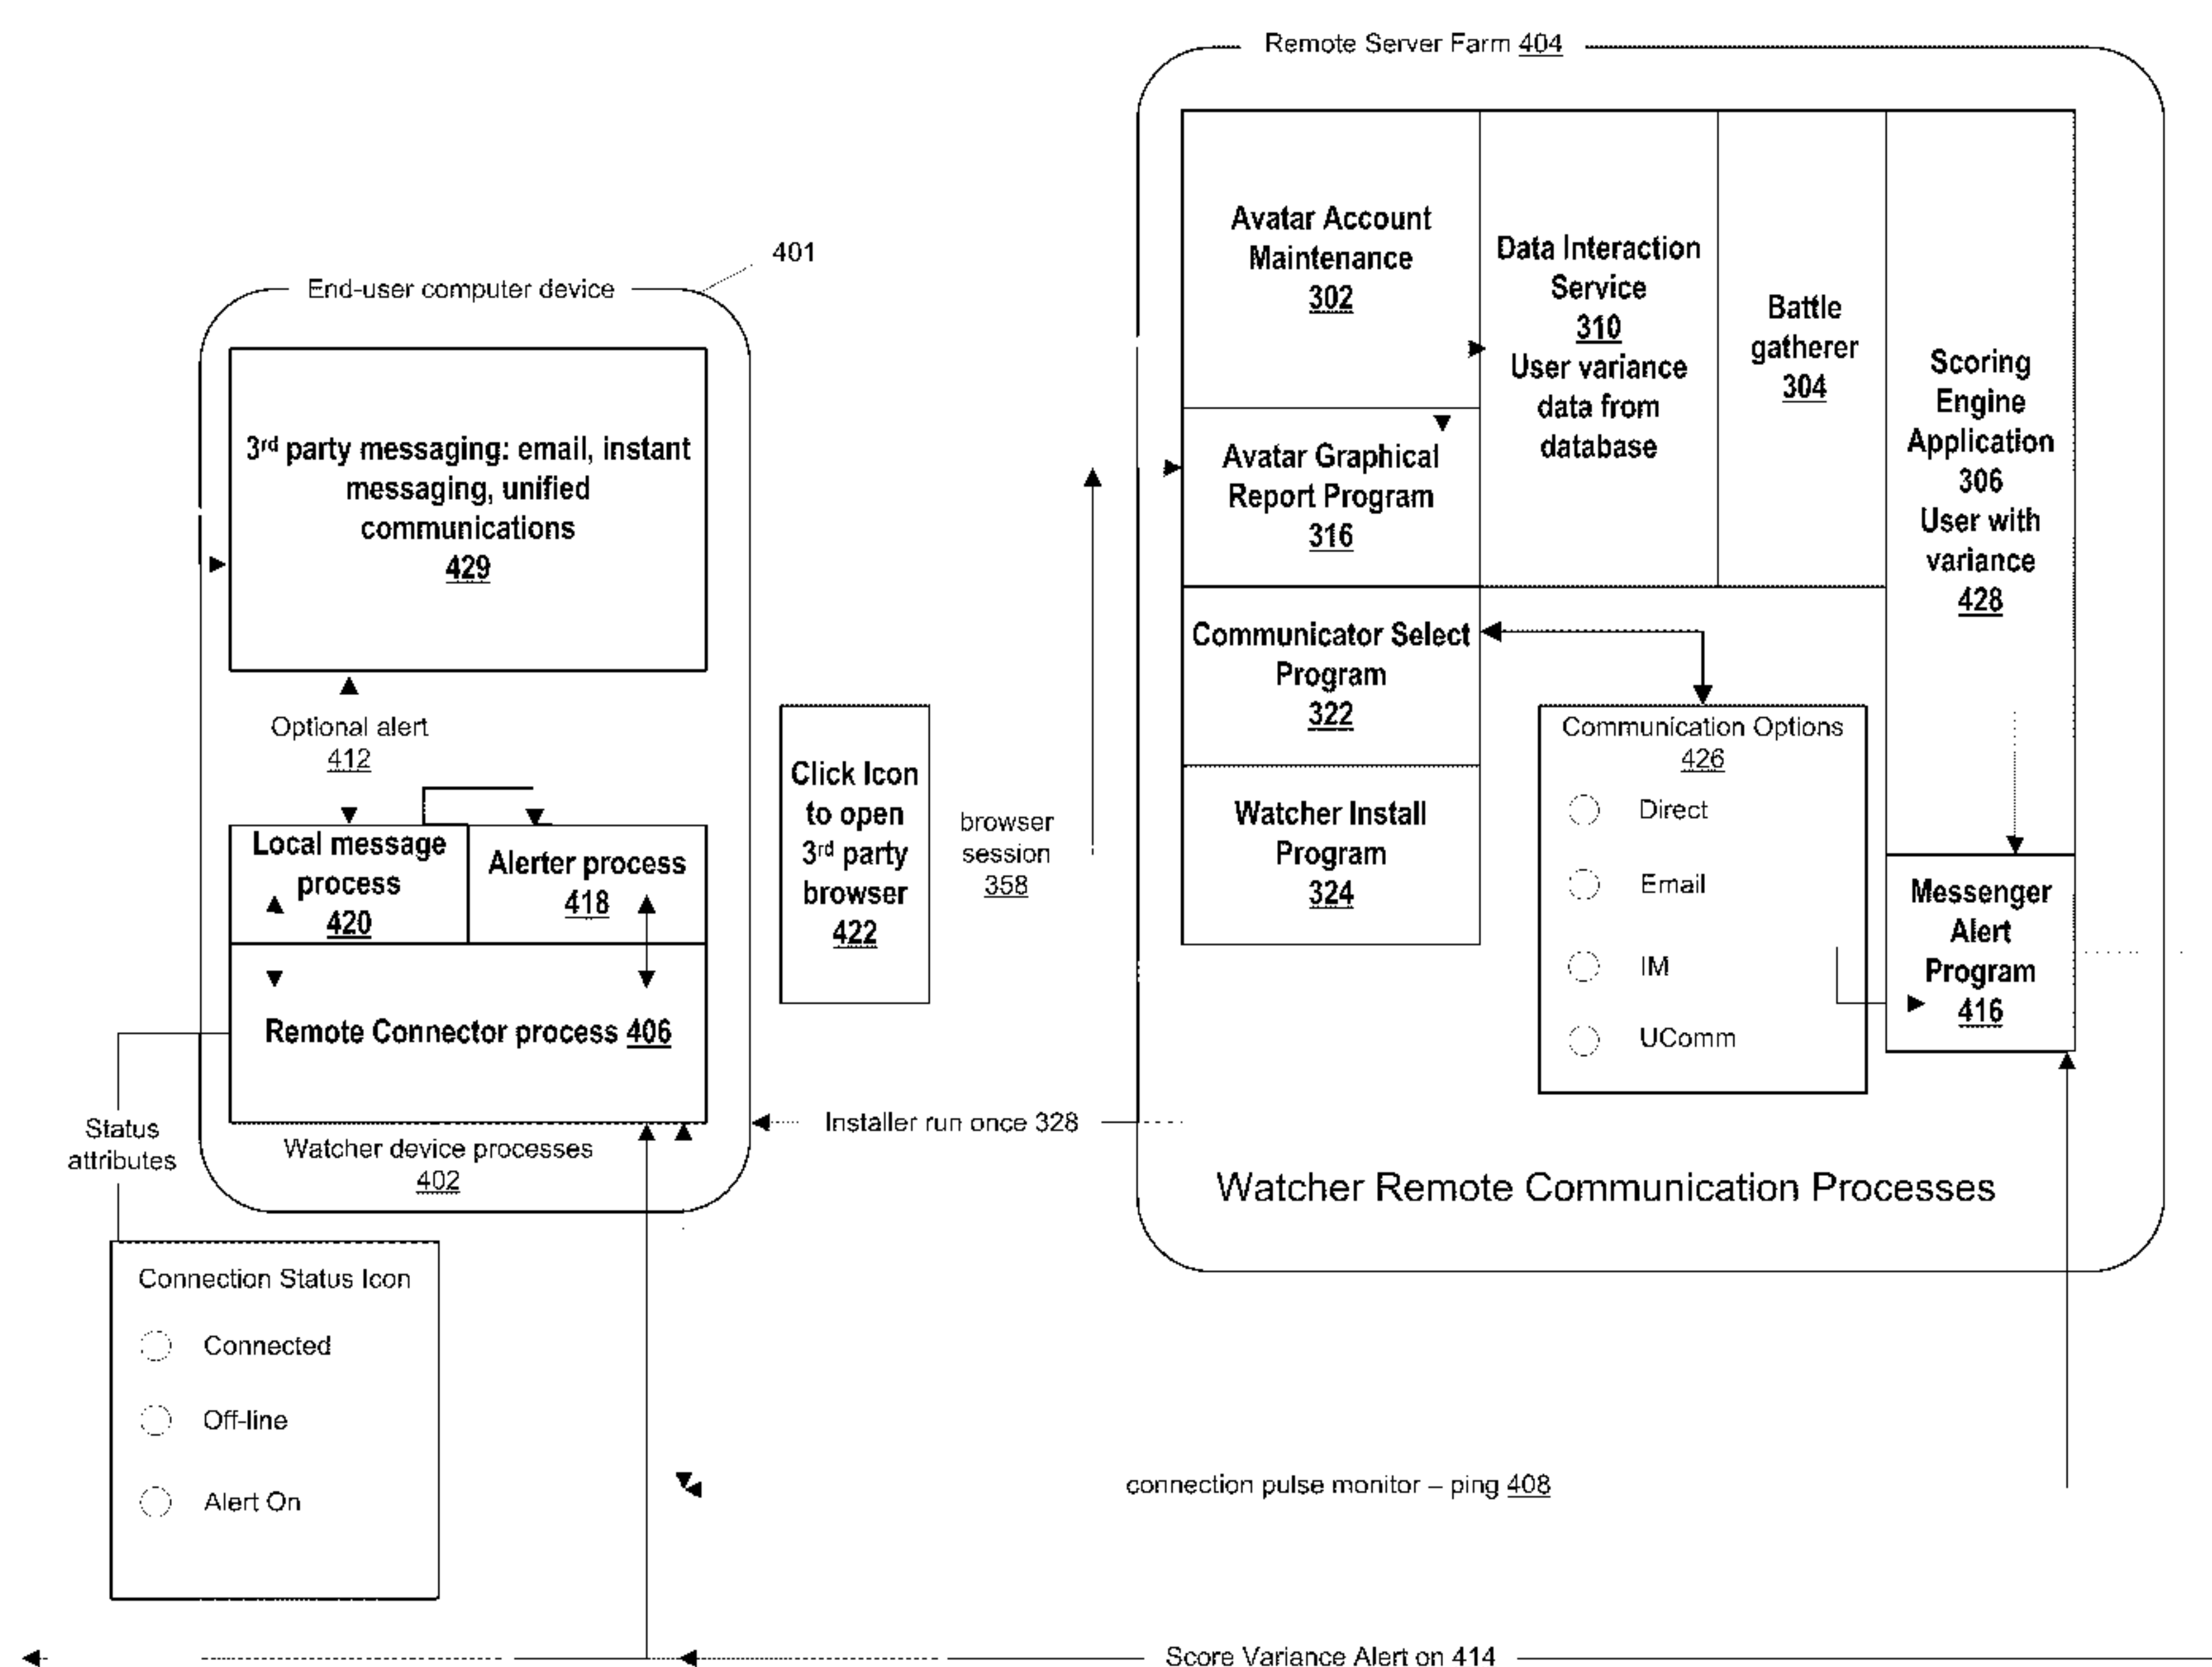 Remote Server Farm 404
Avatar Account
Maintenance
302
Data Interaction
Service
310
User variance
data from
database
Battle
gatherer
304
Scoring
Engine
Application
306
User with
variance
428
Avatar Graphical
Report Program
316
Communicator Select
Program
322
Watcher Install
Program
324
Communication Options
426
Direct
Email
IM
UComm
Messenger
Alert
Program
416
Watcher Remote Communication Processes
401
End-user computer device
3rd party messaging: email, instant
messaging, unified
communications
429
Optional alert
412
Local message
process
420
Alerter process
418
Remote Connector process 406
Watcher device processes
402
Click Icon
to open
3rd party
browser
422
browser
session
358
Installer run once 328
Status
attributes
Connection Status Icon
Connected
Off-line
Alert On
connection pulse monitor – ping 408
Score Variance Alert on 414